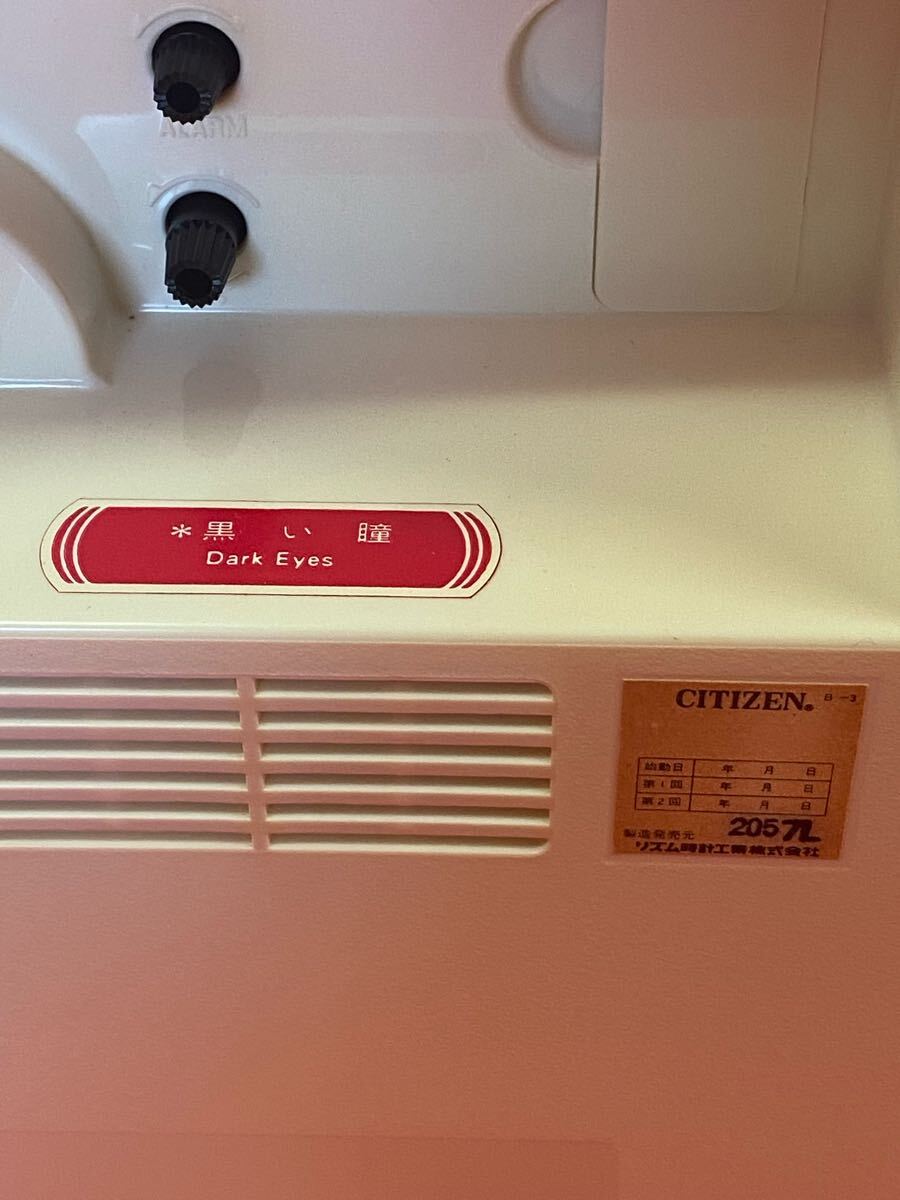 ALARM
*黒い瞳
Dark Eyes
CITIZEN® B-3
始動日 年 月 日
第1回 年 月 日
第2回 年 月 日
製造発売元 205
リズム時計工業株式会社